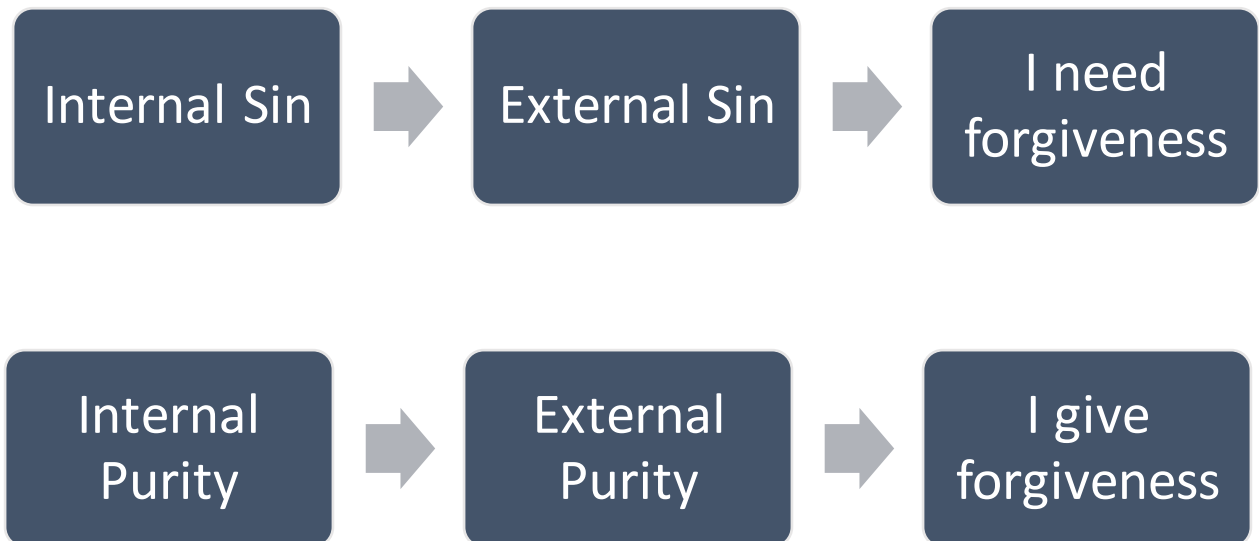 Internal Sin
External Sin
I need
forgiveness
Internal
Purity
External
Purity
I give
forgiveness